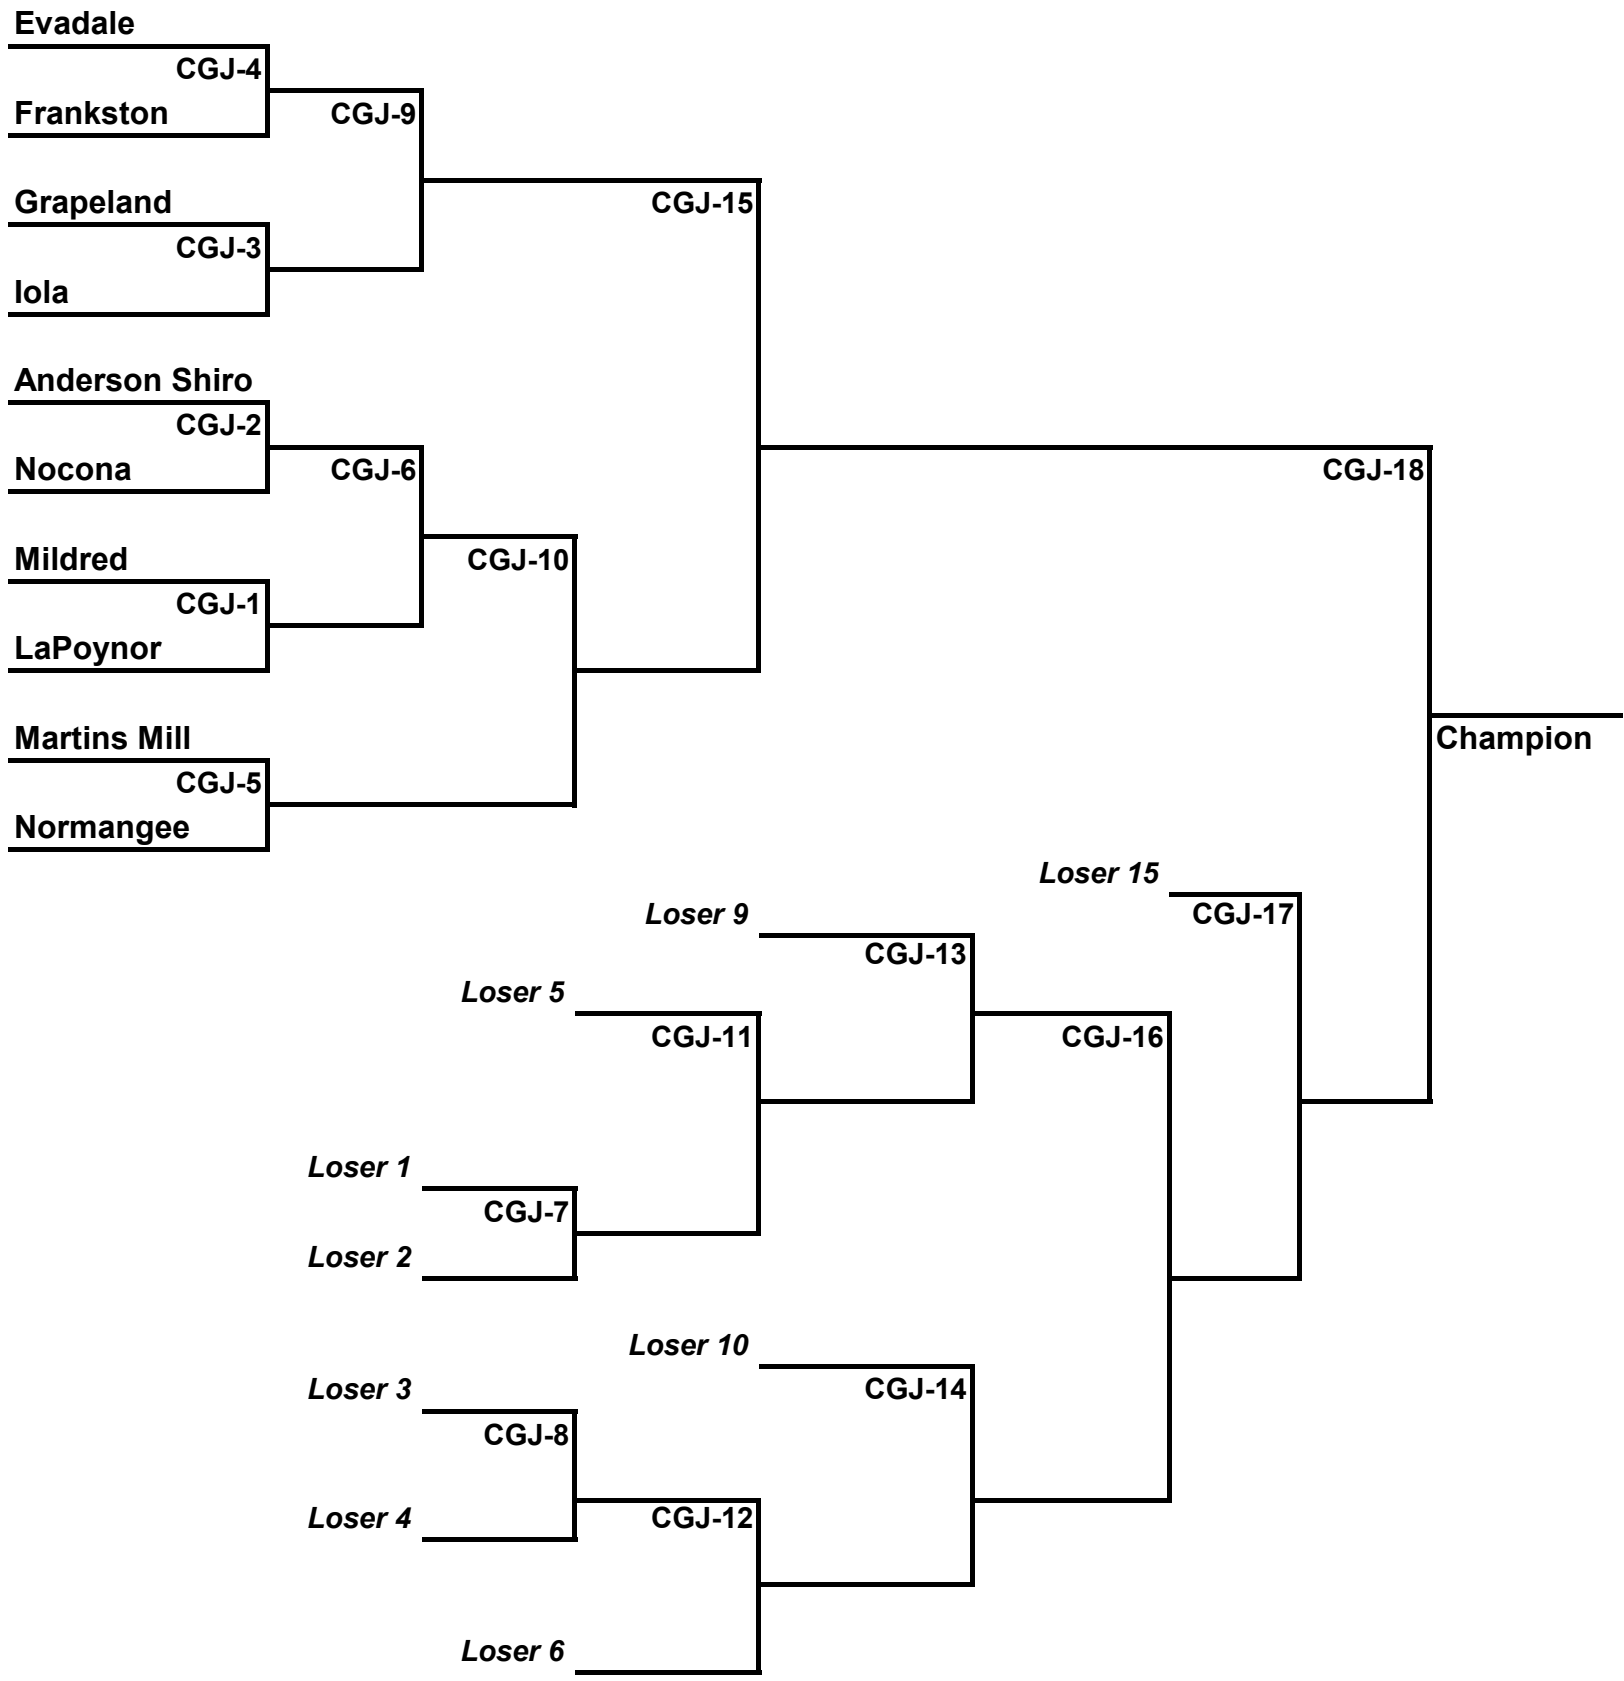 Evadale
CGJ-4
Frankston
CGJ-9
Grapeland
CGJ-15
CGJ-3
Iola
Anderson Shiro
CGJ-2
Nocona
CGJ-6
CGJ-18
Mildred
CGJ-10
CGJ-1
LaPoynor
Martins Mill
Champion
CGJ-5
Normangee
Loser 15
Loser 9
CGJ-17
CGJ-13
Loser 5
CGJ-11
CGJ-16
Loser 1
CGJ-7
Loser 2
Loser 10
Loser 3
CGJ-14
CGJ-8
Loser 4
CGJ-12
Loser 6